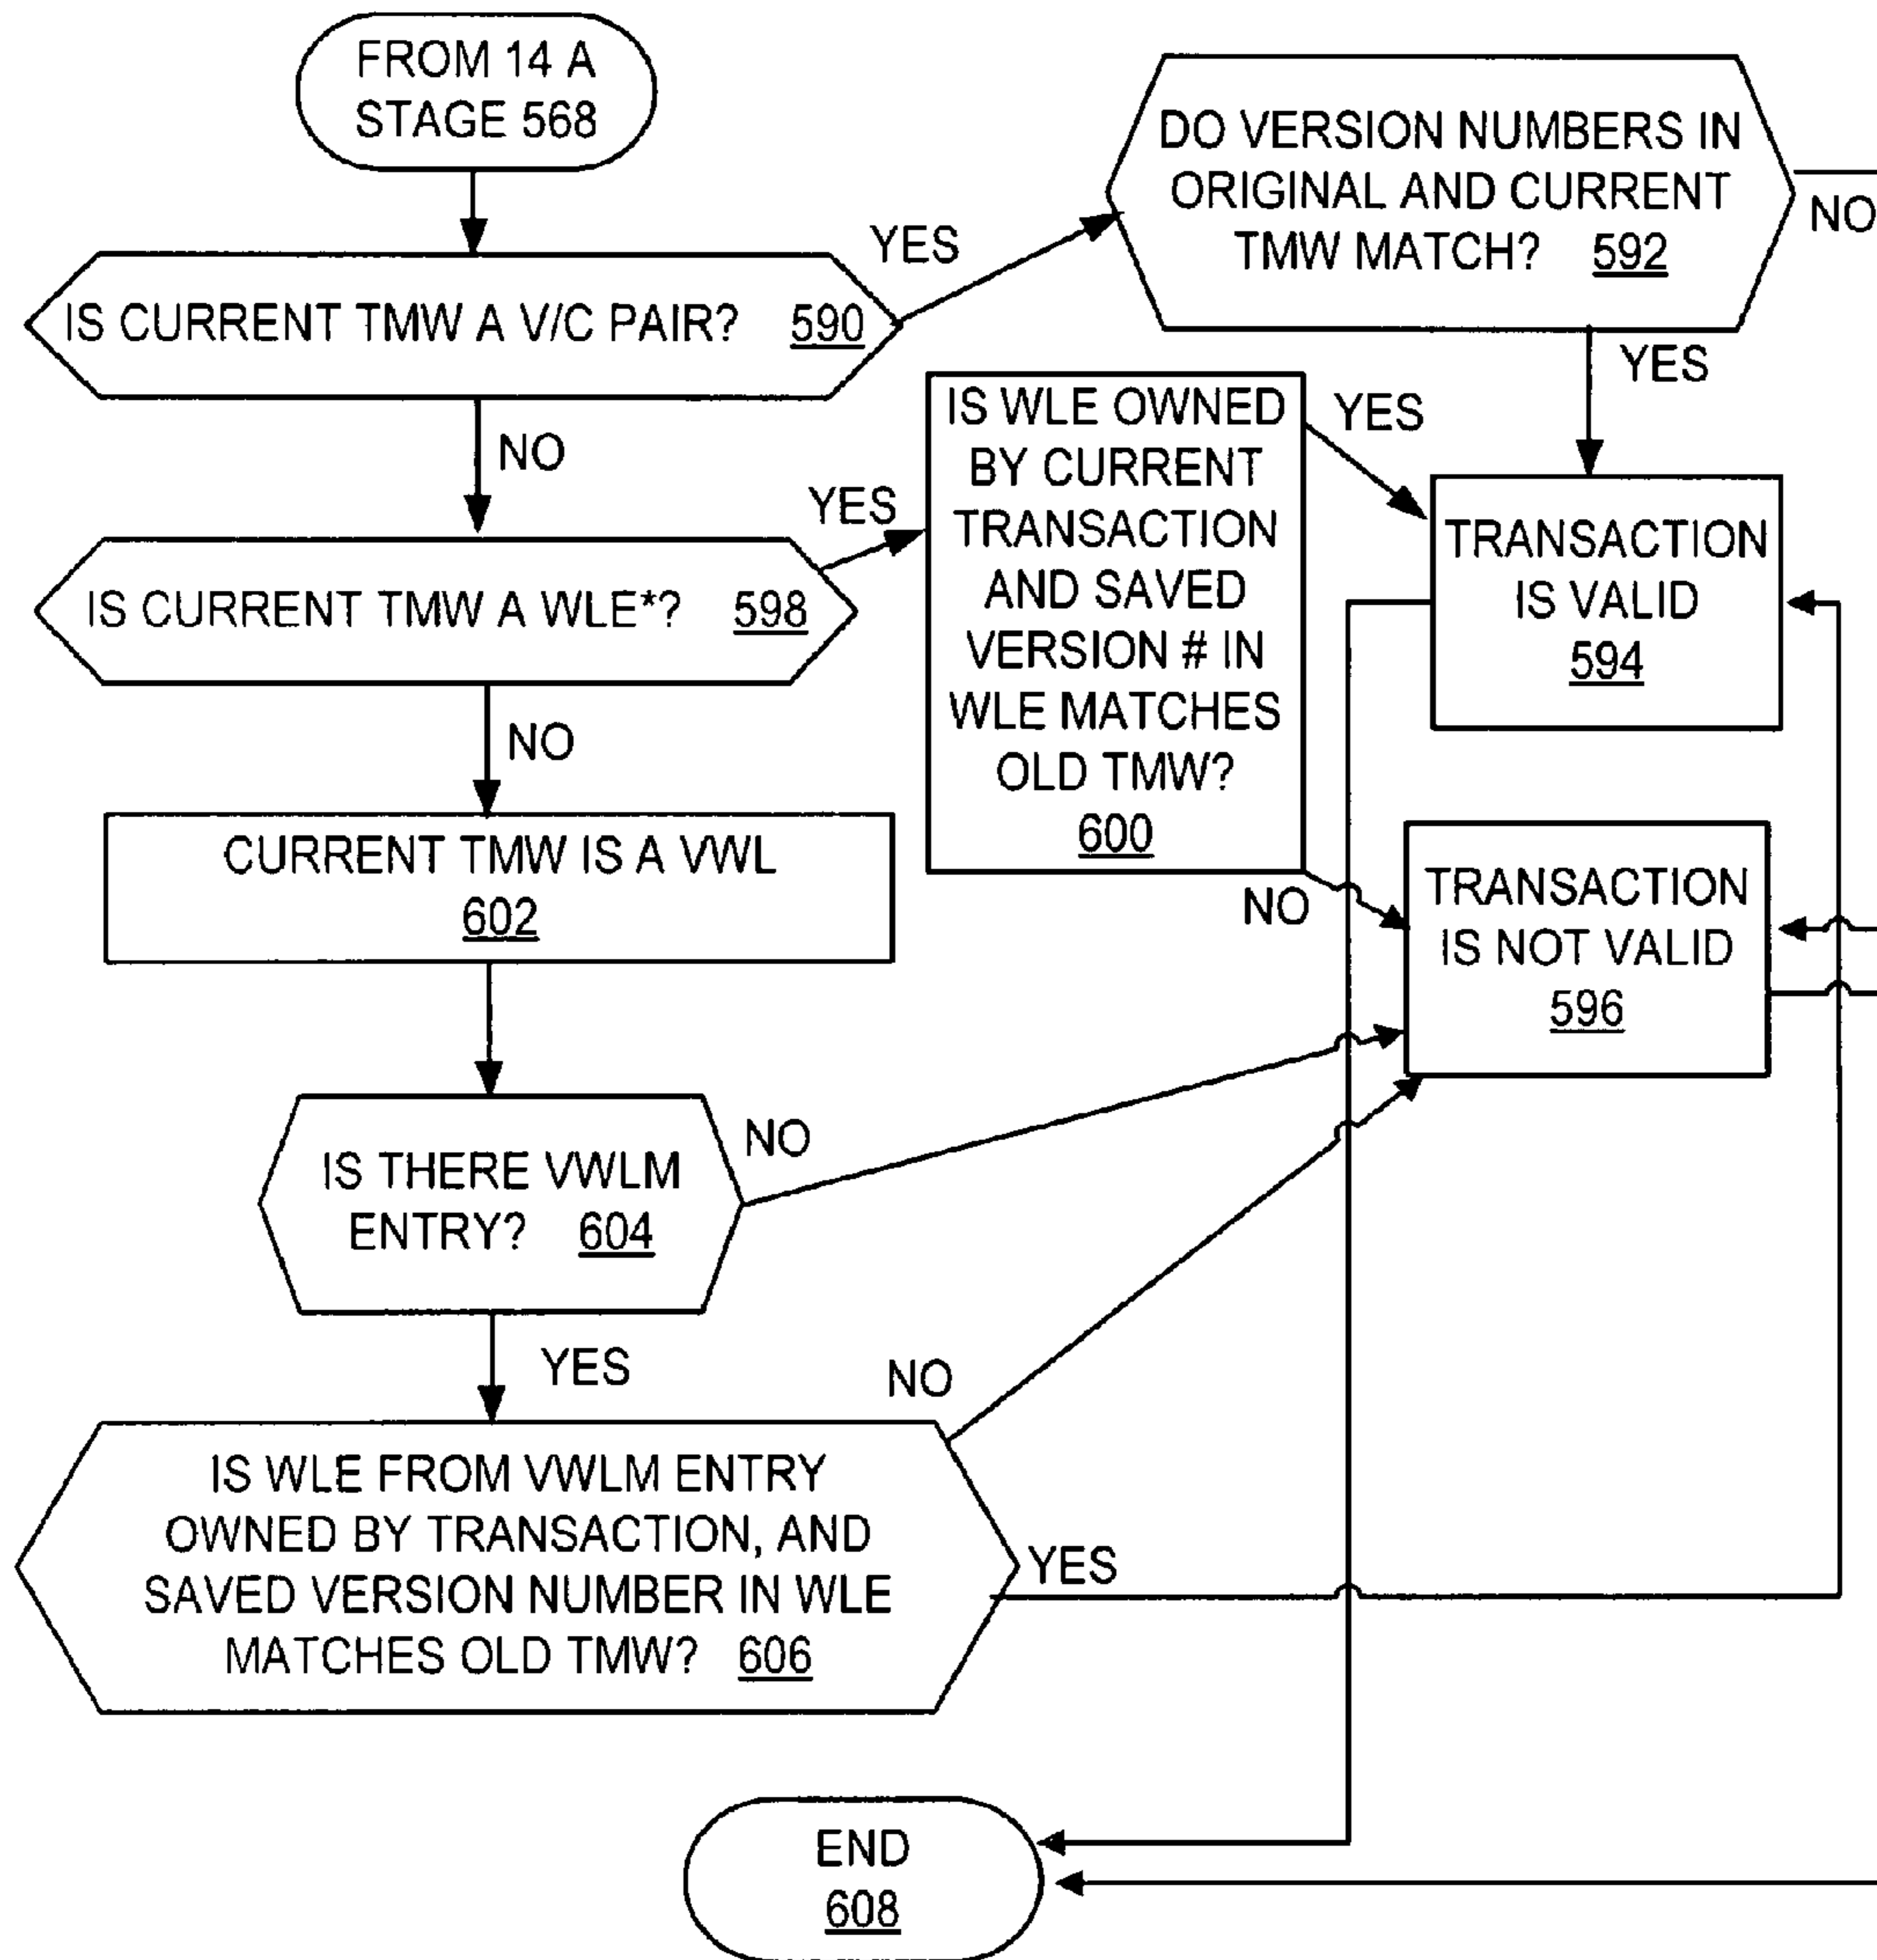 FROM 14 A
STAGE 568
IS CURRENT TMW A V/C PAIR? 590
YES
NO
DO VERSION NUMBERS IN
ORIGINAL AND CURRENT
TMW MATCH? 592
NO
YES
IS CURRENT TMW A WLE*? 598
YES
NO
IS WLE OWNED
BY CURRENT
TRANSACTION
AND SAVED
VERSION # IN
WLE MATCHES
OLD TMW?
600
YES
NO
TRANSACTION
IS VALID
594
TRANSACTION
IS NOT VALID
596
CURRENT TMW IS A VWL
602
IS THERE VWLM
ENTRY? 604
NO
YES
IS WLE FROM VWLM ENTRY
OWNED BY TRANSACTION, AND
SAVED VERSION NUMBER IN WLE
MATCHES OLD TMW? 606
NO
YES
END
608